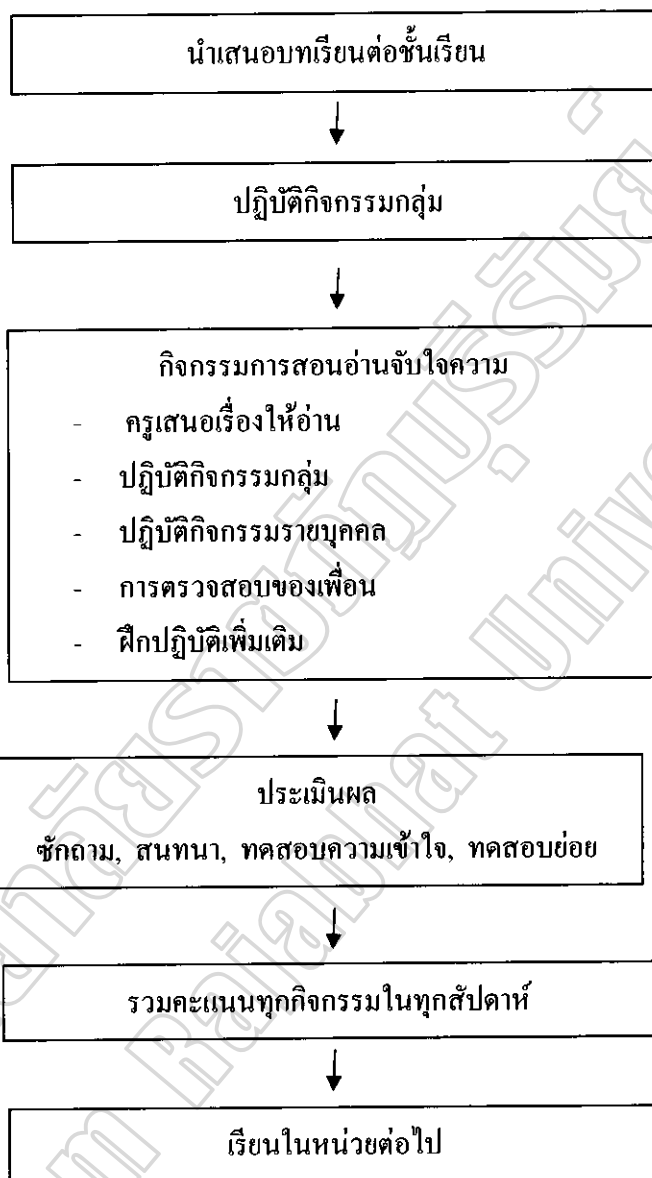 นำเสนอบทเรียนต่อชั้นเรียน
ปฏิบัติกิจกรรมกลุ่ม
กิจกรรมการสอนอ่านจับใจความ
- ครูเสนอเรื่องให้อ่าน
- ปฏิบัติกิจกรรมกลุ่ม
- ปฏิบัติกิจกรรมรายบุคคล
- การตรวจสอบของเพื่อน
- ฝึกปฏิบัติเพิ่มเติม
ประเมินผล
ซักถาม, สนทนา, ทดสอบความเข้าใจ, ทดสอบย่อย
รวมคะแนนทุกกิจกรรมในทุกสัปดาห์
เรียนในหน่วยต่อไป
Rajabhat